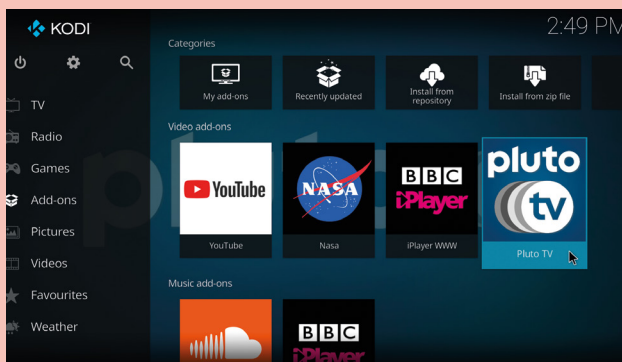 KODI
2:49 PM
TV
Radio
Games
Add-ons
Pictures
Videos
Favourites
Weather
Categories
My add-ons
Recently updated
Install from
repository
Install from zip file
Video add-ons
YouTube
YouTube
NASA
Nasa
BBC
iPlayer
iPlayer WWW
pluto
tv
Pluto TV
Music add-ons
BBC
iPlayer